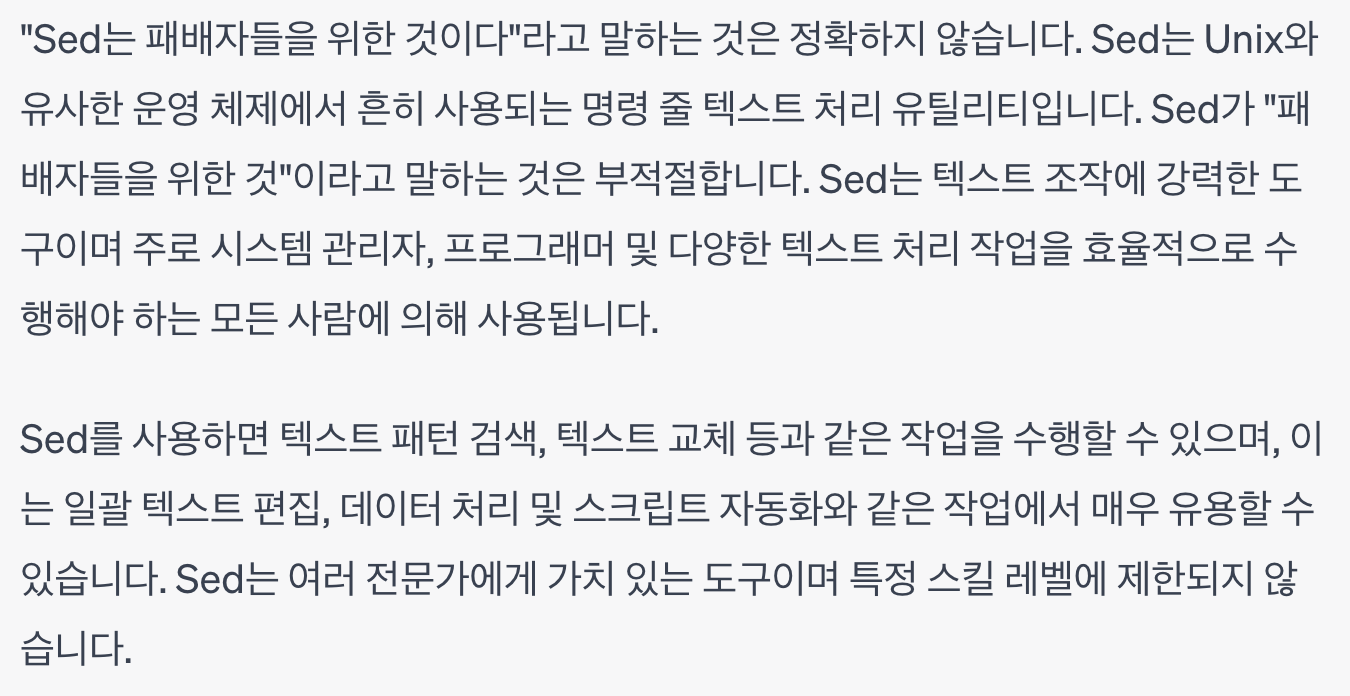 "Sed는 패배자들을 위한 것이다"라고 말하는 것은 정확하지 않습니다. Sed는 Unix와
유사한 운영 체제에서 흔히 사용되는 명령 줄 텍스트 처리 유틸리티입니다. Sed가 "패
배자들을 위한 것"이라고 말하는 것은 부적절합니다. Sed는 텍스트 조작에 강력한 도
구이며 주로 시스템 관리자, 프로그래머 및 다양한 텍스트 처리 작업을 효율적으로 수
행해야 하는 모든 사람에 의해 사용됩니다.
Sed를 사용하면 텍스트 패턴 검색, 텍스트 교체 등과 같은 작업을 수행할 수 있으며, 이
는 일괄 텍스트 편집, 데이터 처리 및 스크립트 자동화와 같은 작업에서 매우 유용할 수
있습니다. Sed는 여러 전문가에게 가치 있는 도구이며 특정 스킬 레벨에 제한되지 않
습니다.